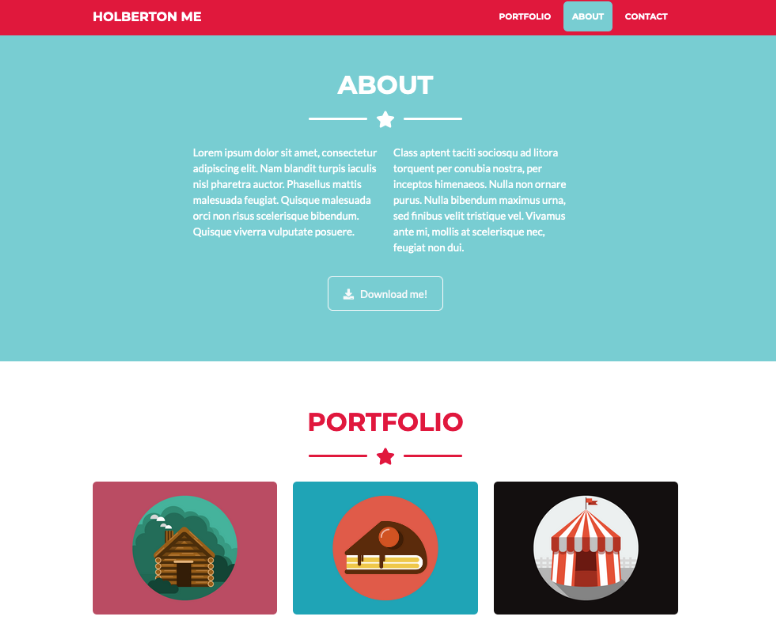 HOLBERTON ME
PORTFOLIO
ABOUT
CONTACT
ABOUT
Lorem ipsum dolor sit amet, consectetur
adipiscing elit. Nam blandit turpis iaculis
nisl pharetra auctor. Phasellus mattis
malesuada feugiat. Quisque malesuada
orci non risus scelerisque bibendum.
Quisque viverra vulputate posuere.
Class aptent taciti sociosqu ad litora
torquent per conubia nostra, per
inceptos himenaeos. Nulla non ornare
purus. Nulla bibendum maximus urna,
sed finibus velit tristique vel. Vivamus
ante mi, mollis at scelerisque nec,
feugiat non dui.
Download me!
PORTFOLIO